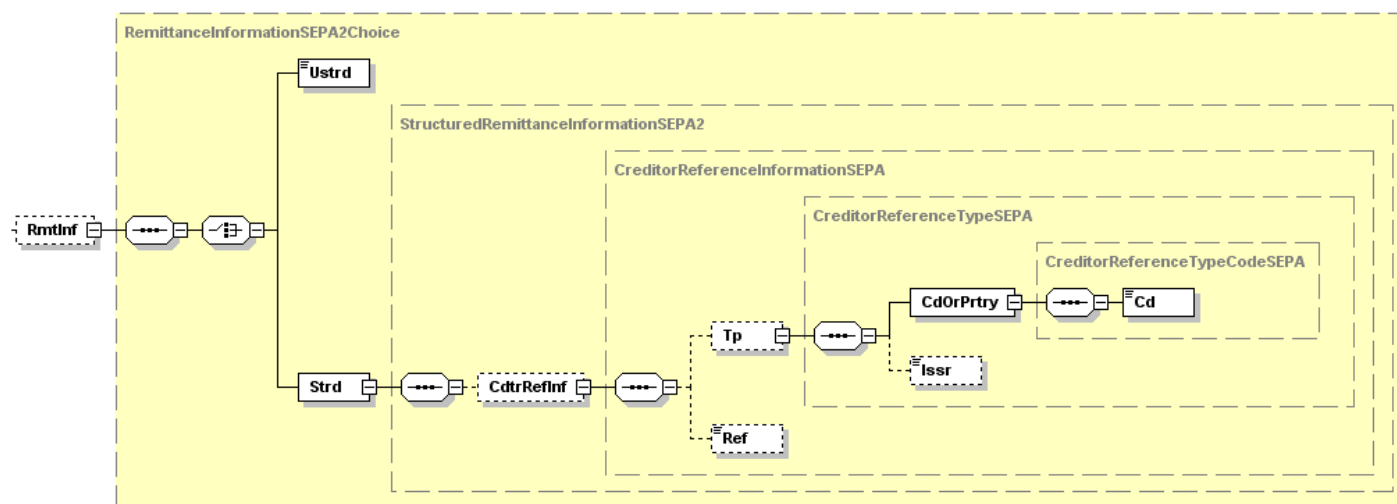 RemittanceInformationSEPA2Choice
Ustrd
StructuredRemittanceInformationSEPA2
CreditorReferenceInformationSEPA
CreditorReferenceTypeSEPA
RmtInf
CreditorReferenceTypeCodeSEPA
CdOrPrtry
Cd
Tp
Issr
Strd
CdtrRefInf
Ref